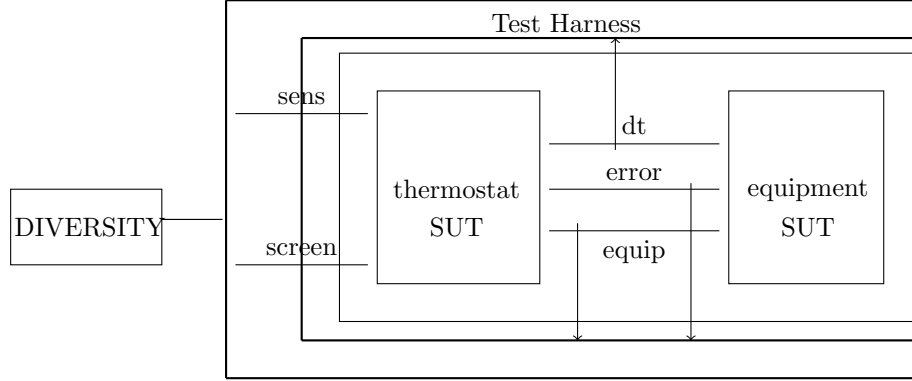 Test Harness
sens
dt
error
thermostat
SUT
equipment
SUT
DIVERSITY
screen
equip